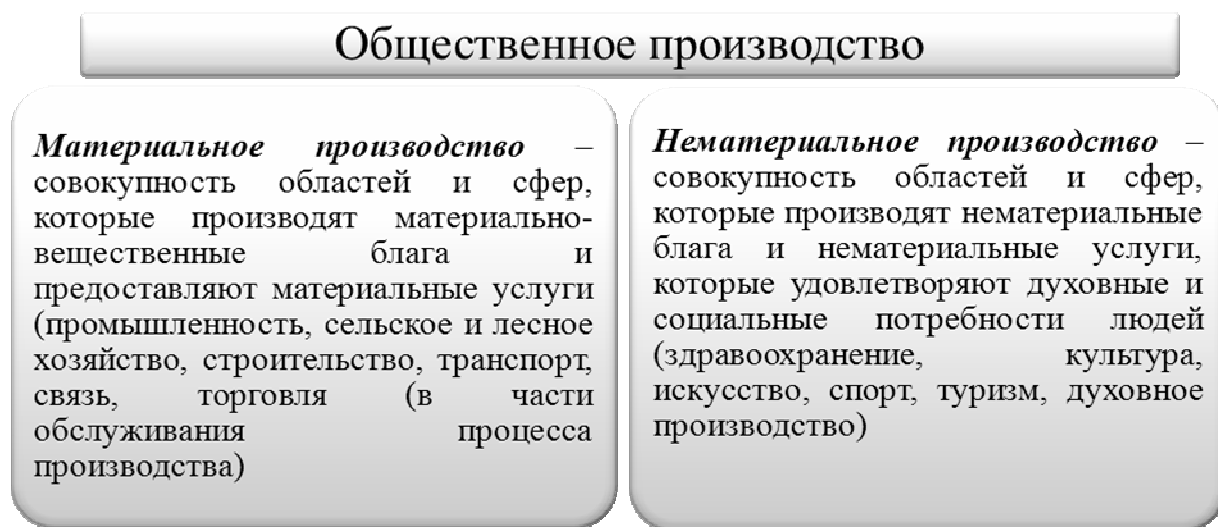 Общественное производство
Материальное производство –
совокупность областей и сфер,
которые производят материально-
вещественные блага и
предоставляют материальные услуги
(промышленность, сельское и лесное
хозяйство, строительство, транспорт,
связь, торговля (в части
обслуживания процесса
производства)
Нематериальное производство –
совокупность областей и сфер,
которые производят нематериальные
блага и нематериальные услуги,
которые удовлетворяют духовные и
социальные потребности людей
(здравоохранение, культура,
искусство, спорт, туризм, духовное
производство)